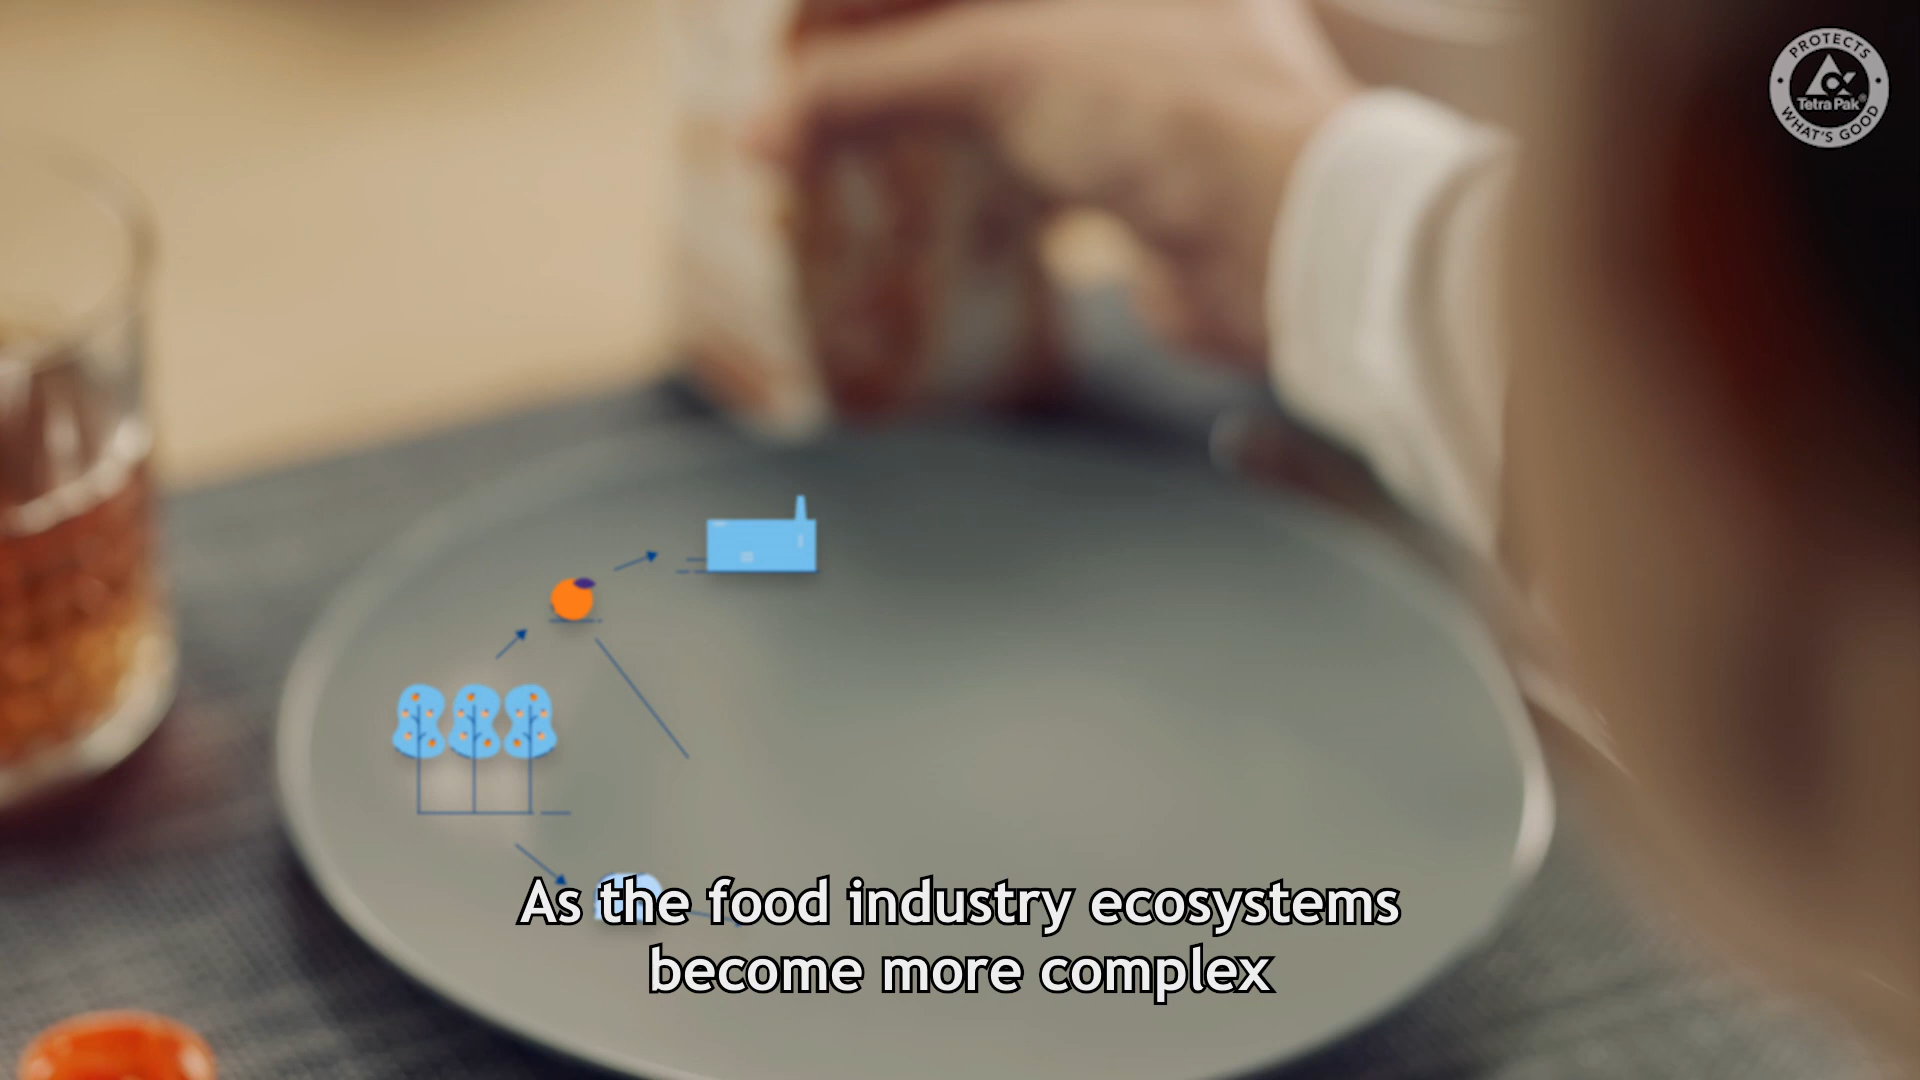 PROTECTS
Tetra Pak®
WHAT'S GOOD
As the food industry ecosystems
become more complex